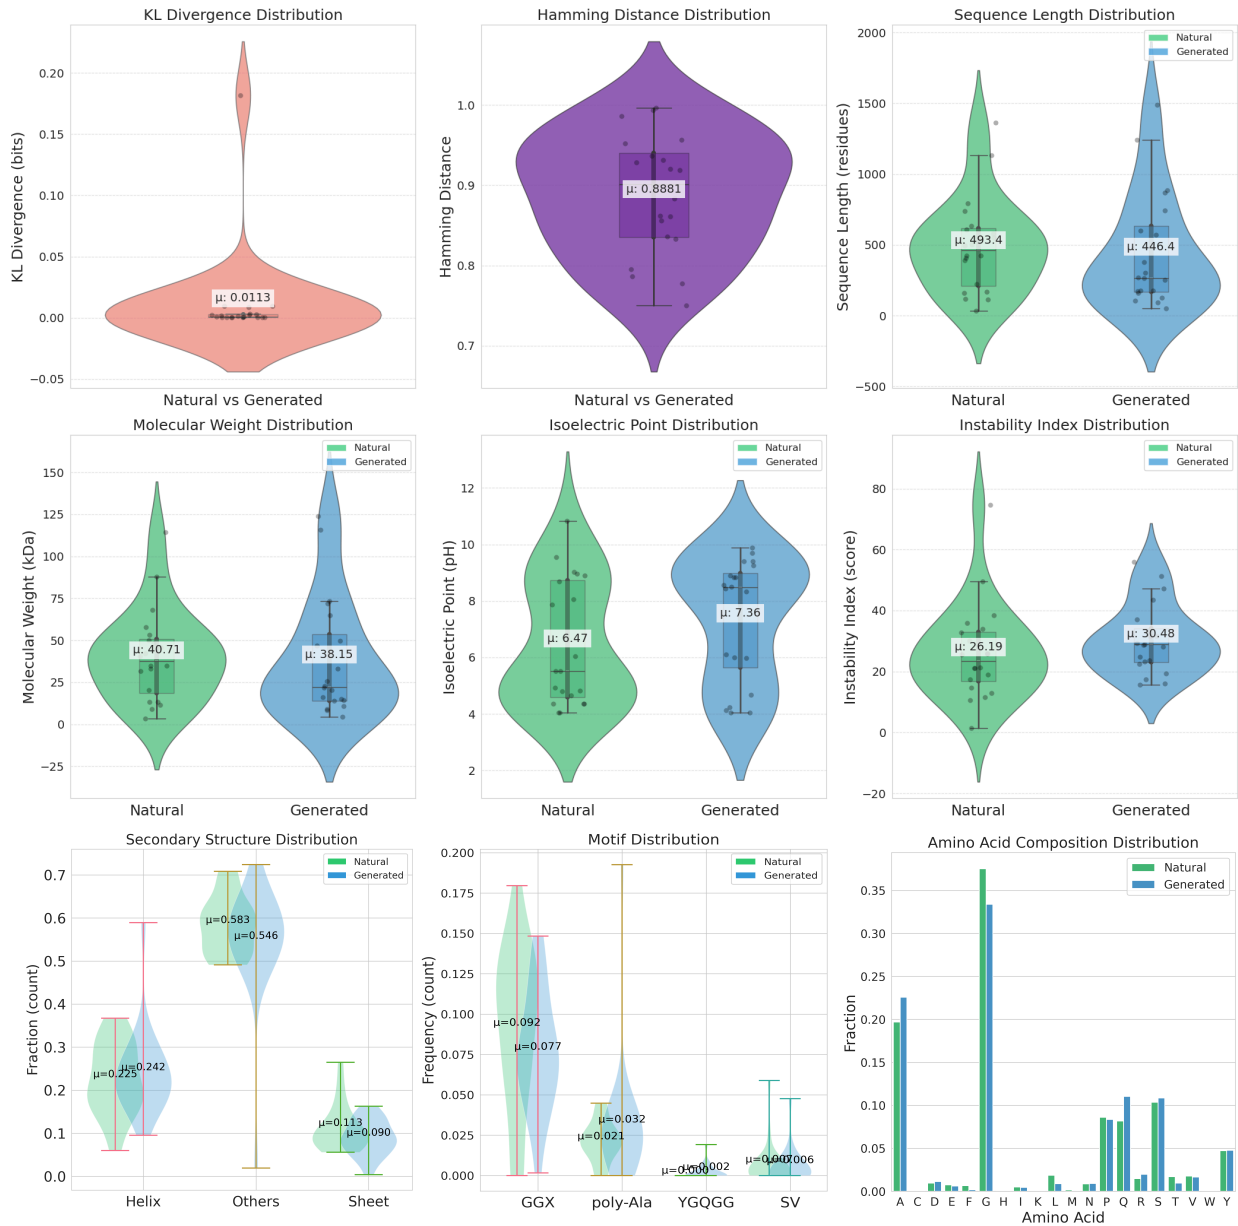 KL Divergence Distribution
KL Divergence (bits)
0.20
0.15
0.10
0.05
0.00
−0.05
μ: 0.0113
Natural vs Generated
Hamming Distance Distribution
Hamming Distance
1.0
0.9
0.8
0.7
μ: 0.8881
Natural vs Generated
Sequence Length Distribution
Sequence Length (residues)
2000
1500
1000
500
0
−500
Natural
Generated
μ: 493.4
μ: 446.4
Natural
Generated
Molecular Weight Distribution
Molecular Weight (kDa)
150
125
100
75
50
25
0
−25
Natural
Generated
μ: 40.71
μ: 38.15
Natural
Generated
Isoelectric Point Distribution
Isoelectric Point (pH)
12
10
8
6
4
2
Natural
Generated
μ: 6.47
μ: 7.36
Natural
Generated
Instability Index Distribution
Instability Index (score)
80
60
40
20
0
−20
Natural
Generated
μ: 26.19
μ: 30.48
Natural
Generated
Secondary Structure Distribution
Fraction (count)
0.7
0.6
0.5
0.4
0.3
0.2
0.1
0.0
Natural
Generated
μ=0.583
μ=0.546
μ=0.225
μ=0.242
μ=0.113
μ=0.090
Helix
Others
Sheet
Motif Distribution
Frequency (count)
0.200
0.175
0.150
0.125
0.100
0.075
0.050
0.025
0.000
Natural
Generated
μ=0.092
μ=0.077
μ=0.021
μ=0.032
μ=0.000
μ=0.002
μ=0.007
μ=0.006
GGX
poly-Ala
YGQGG
SV
Amino Acid Composition Distribution
Fraction
0.35
0.30
0.25
0.20
0.15
0.10
0.05
0.00
Natural
Generated
A C D E F G H I K L M N P Q R S T V W Y
Amino Acid